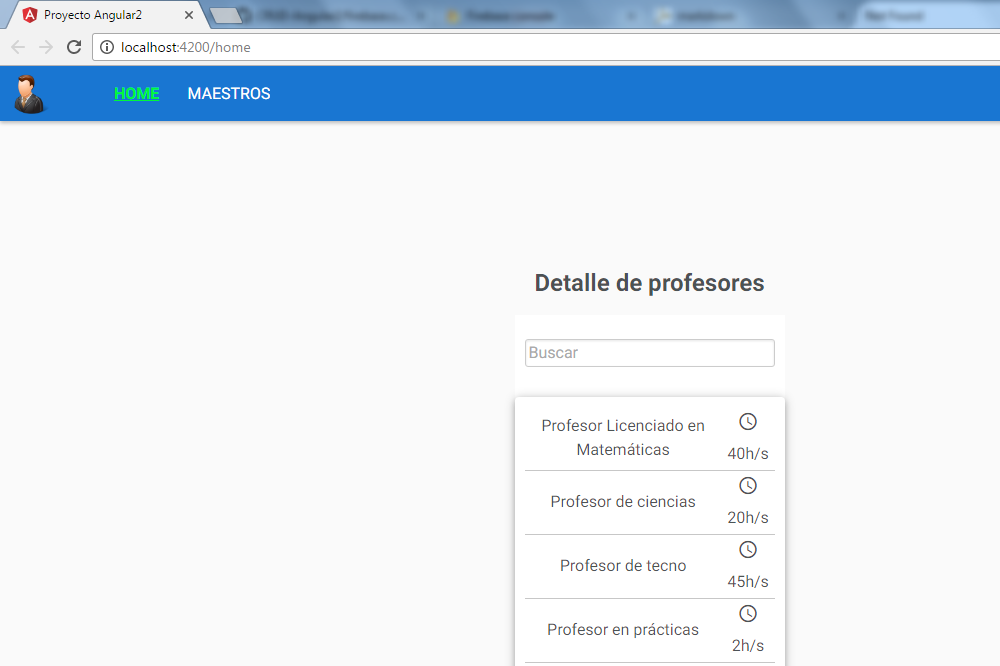 Proyecto Angular2
localhost:4200/home
HOME MAESTROS
Detalle de profesores
Buscar
Profesor Licenciado en
Matemáticas
40h/s
Profesor de ciencias
20h/s
Profesor de tecno
45h/s
Profesor en prácticas
2h/s